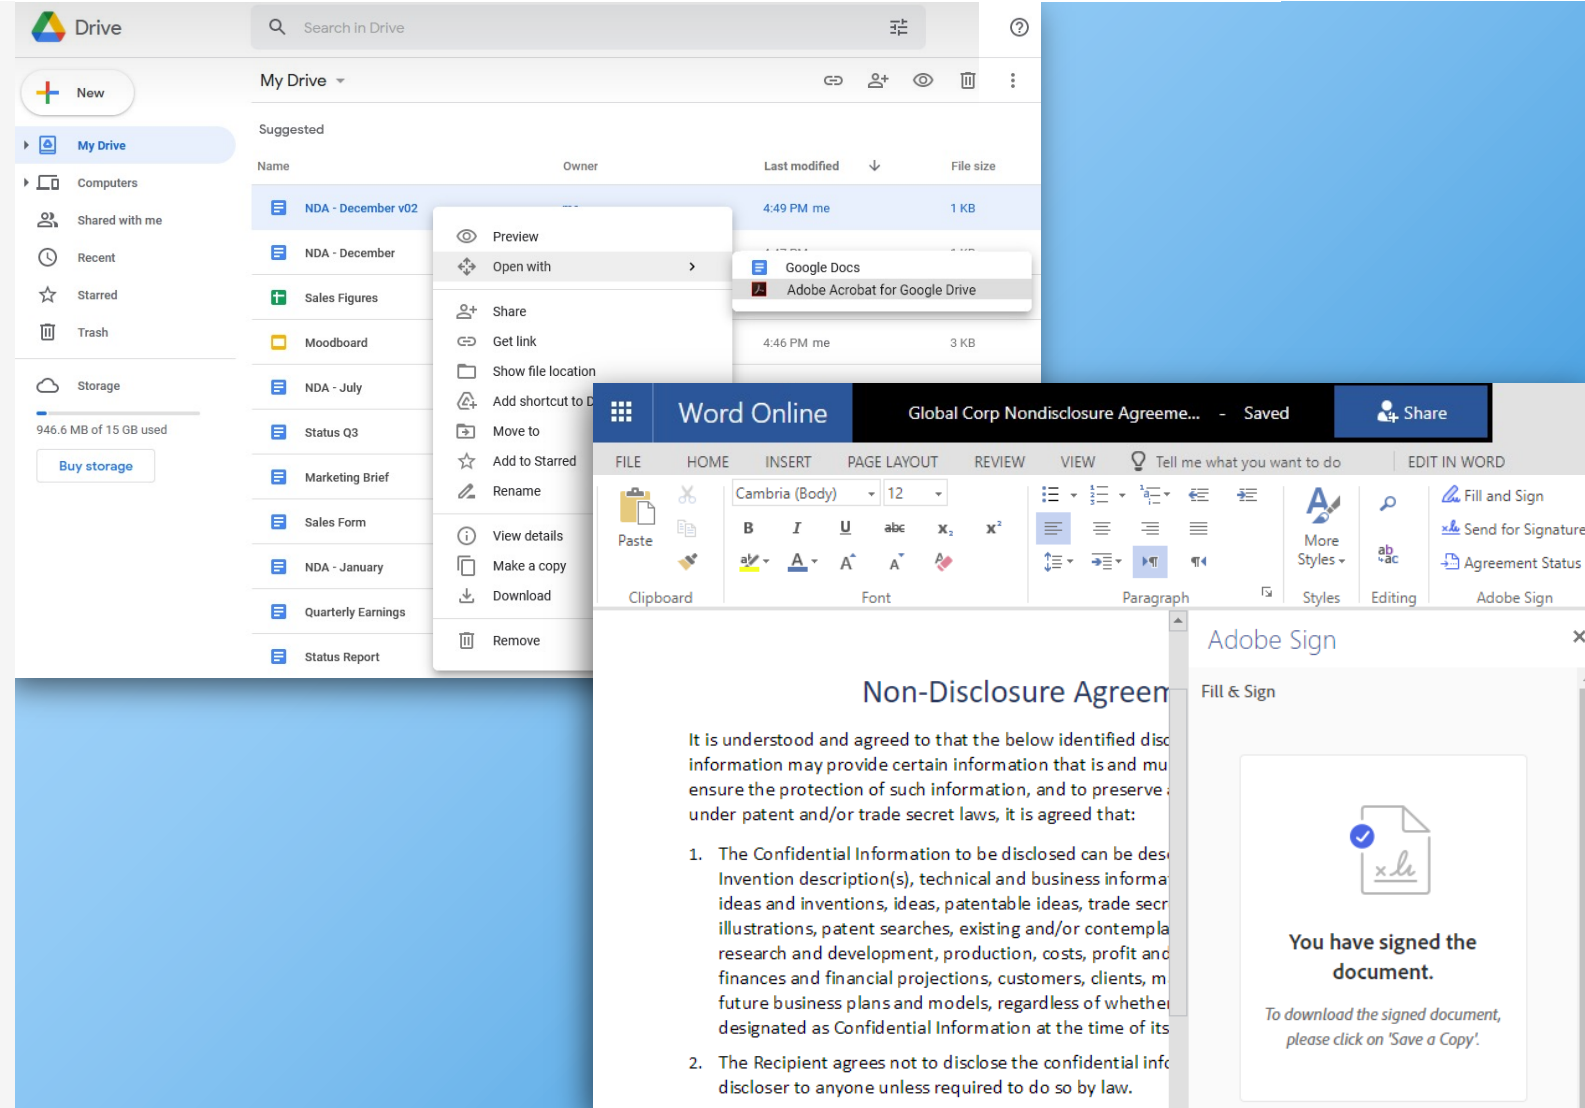 Drive
Search in Drive
New
My Drive
Computers
Shared with me
Recent
Starred
Trash
Storage
946.6 MB of 15 GB used
Buy storage
My Drive
Suggested
Name Owner Last modified File size
NDA - December v02 4:49 PM me 1 KB
NDA - December
Sales Figures
Moodboard 4:46 PM me 3 KB
NDA - July
Status Q3
Marketing Brief
Sales Form
NDA - January
Quarterly Earnings
Status Report
Preview
Open with
Share
Get link
Show file location
Add shortcut to D
Move to
Add to Starred
Rename
View details
Make a copy
Download
Remove
Google Docs
Adobe Acrobat for Google Drive
Word Online Global Corp Nondisclosure Agreeme... - Saved Share
FILE HOME INSERT PAGE LAYOUT REVIEW VIEW Tell me what you want to do EDIT IN WORD
Paste
Clipboard
Cambria (Body) 12
B I U abc x₂ x²
Font
Paragraph
More
Styles
Styles
Editing
Fill and Sign
Send for Signature
Agreement Status
Adobe Sign
Non-Disclosure Agreem
It is understood and agreed to that the below identified disc
information may provide certain information that is and mu
ensure the protection of such information, and to preserve
under patent and/or trade secret laws, it is agreed that:
1. The Confidential Information to be disclosed can be desc
Invention description(s), technical and business informa
ideas and inventions, ideas, patentable ideas, trade secr
illustrations, patent searches, existing and/or contempla
research and development, production, costs, profit and
finances and financial projections, customers, clients, m
future business plans and models, regardless of whether
designated as Confidential Information at the time of its
2. The Recipient agrees not to disclose the confidential info
discloser to anyone unless required to do so by law.
Adobe Sign
Fill & Sign
You have signed the
document.
To download the signed document,
please click on 'Save a Copy'.